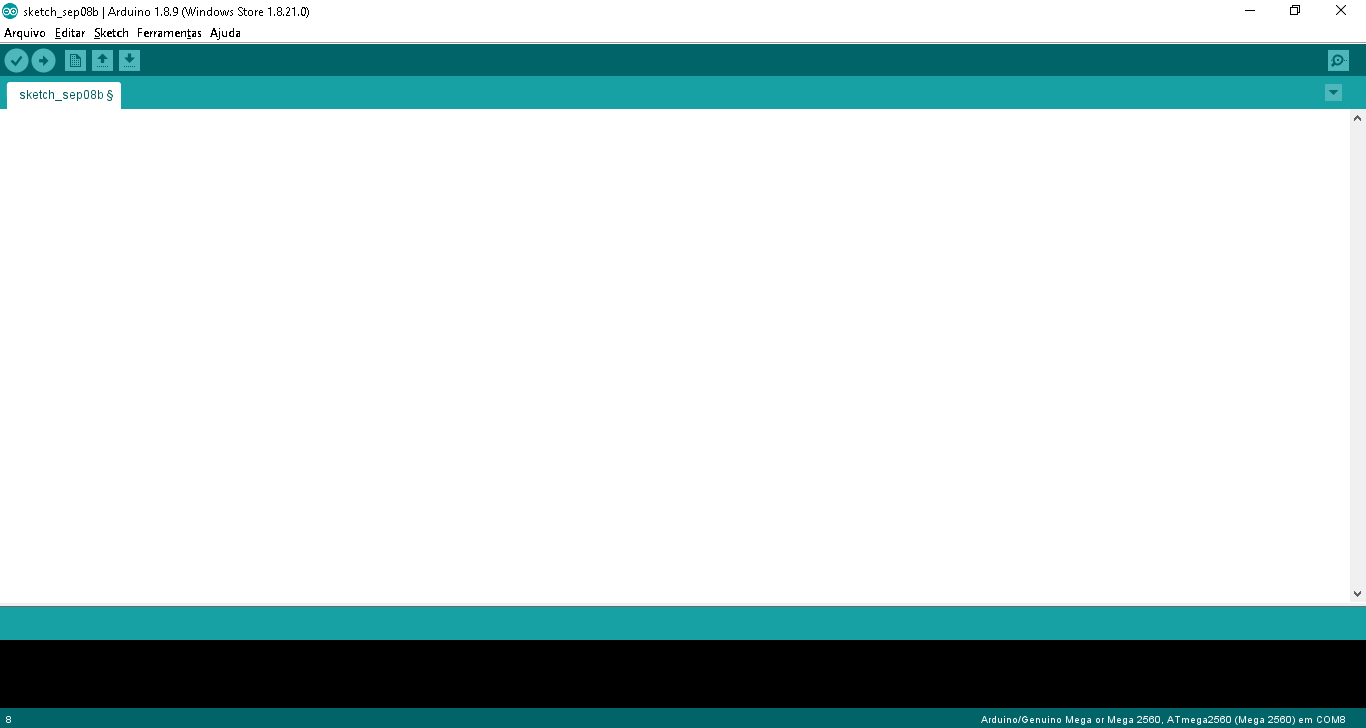 sketch_sep08b | Arduino 1.8.9 (Windows Store 1.8.21.0)
Arquivo Editar Sketch Ferramentas Ajuda
sketch_sep08b §
8 Arduino/Genuino Mega or Mega 2560, ATmega2560 (Mega 2560) em COM8